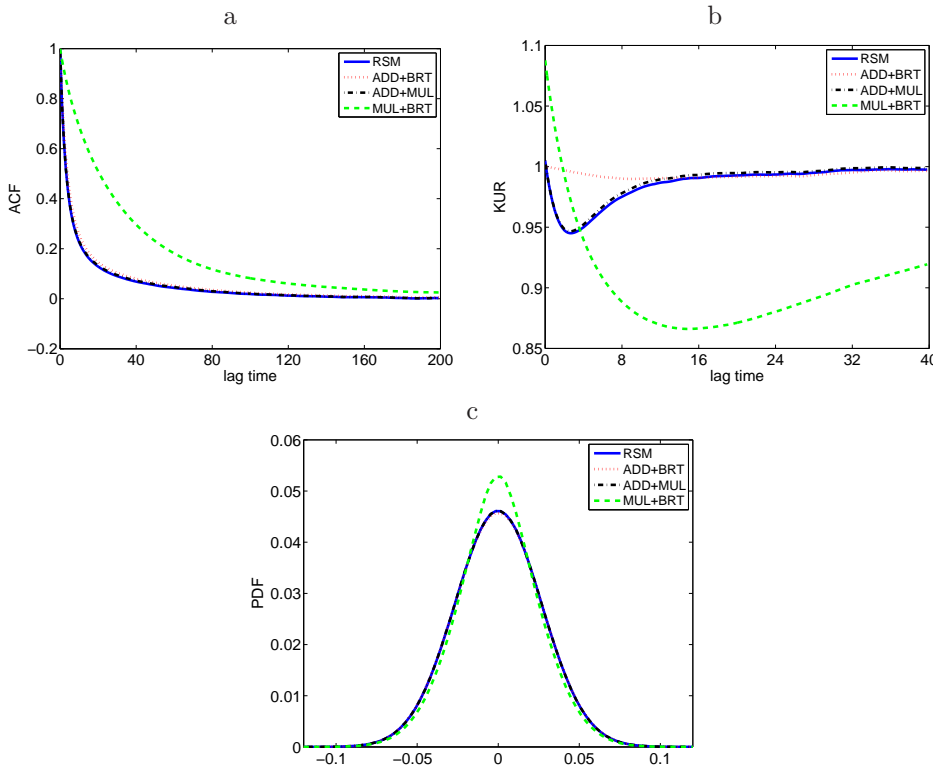 a
1
0.8
0.6
0.4
0.2
0
−0.2
ACF
0
40
80
120
160
200
lag time
RSM
ADD+BRT
ADD+MUL
MUL+BRT
b
1.1
1.05
1
0.95
0.9
0.85
KUR
0
8
16
24
32
40
lag time
RSM
ADD+BRT
ADD+MUL
MUL+BRT
c
0.06
0.05
0.04
0.03
0.02
0.01
0
PDF
−0.1
−0.05
0
0.05
0.1
RSM
ADD+BRT
ADD+MUL
MUL+BRT